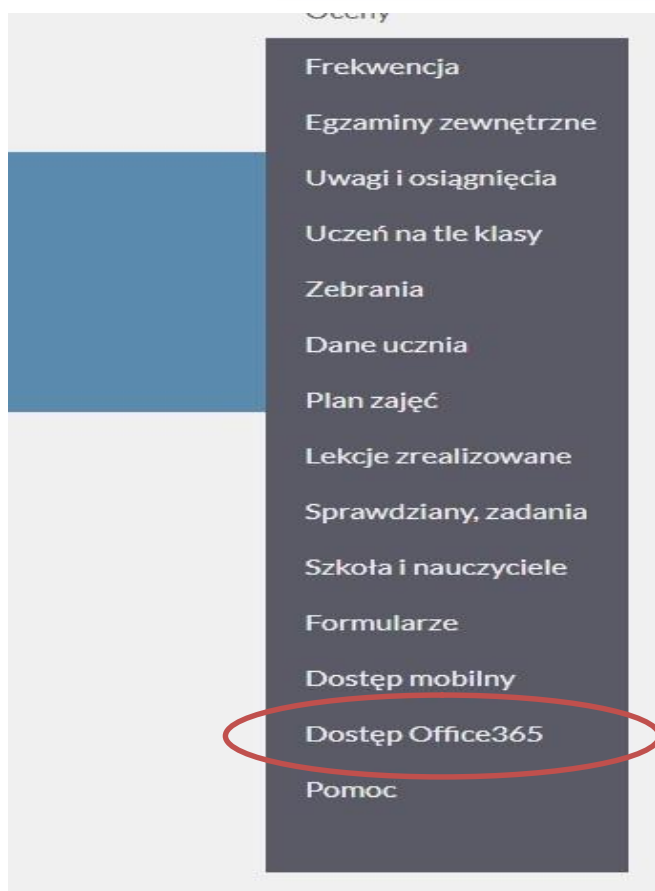 Oceny
Frekwencja
Egzaminy zewnętrzne
Uwagi i osiągnięcia
Uczeń na tle klasy
Zebrania
Dane ucznia
Plan zajęć
Lekcje zrealizowane
Sprawdziany, zadania
Szkoła i nauczyciele
Formularze
Dostęp mobilny
Dostęp Office365
Pomoc